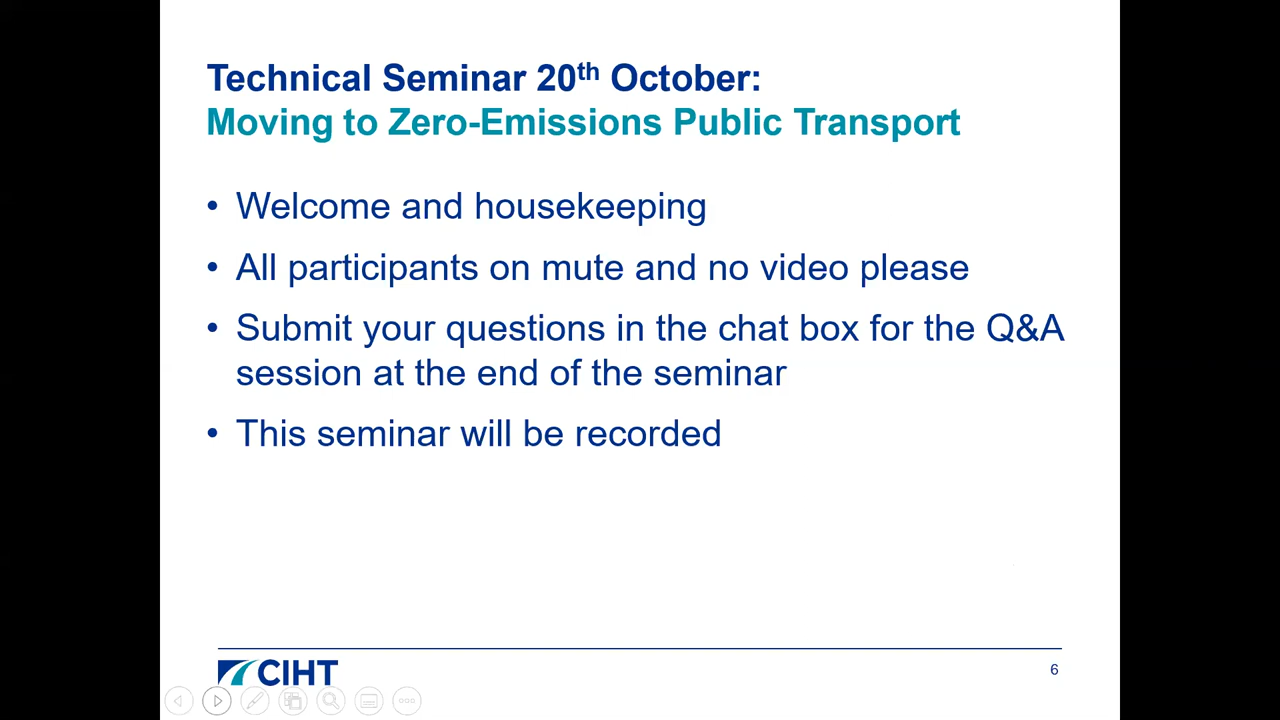 Technical Seminar 20th October:
Moving to Zero-Emissions Public Transport
• Welcome and housekeeping
• All participants on mute and no video please
• Submit your questions in the chat box for the Q&A
session at the end of the seminar
• This seminar will be recorded
CIHT
6